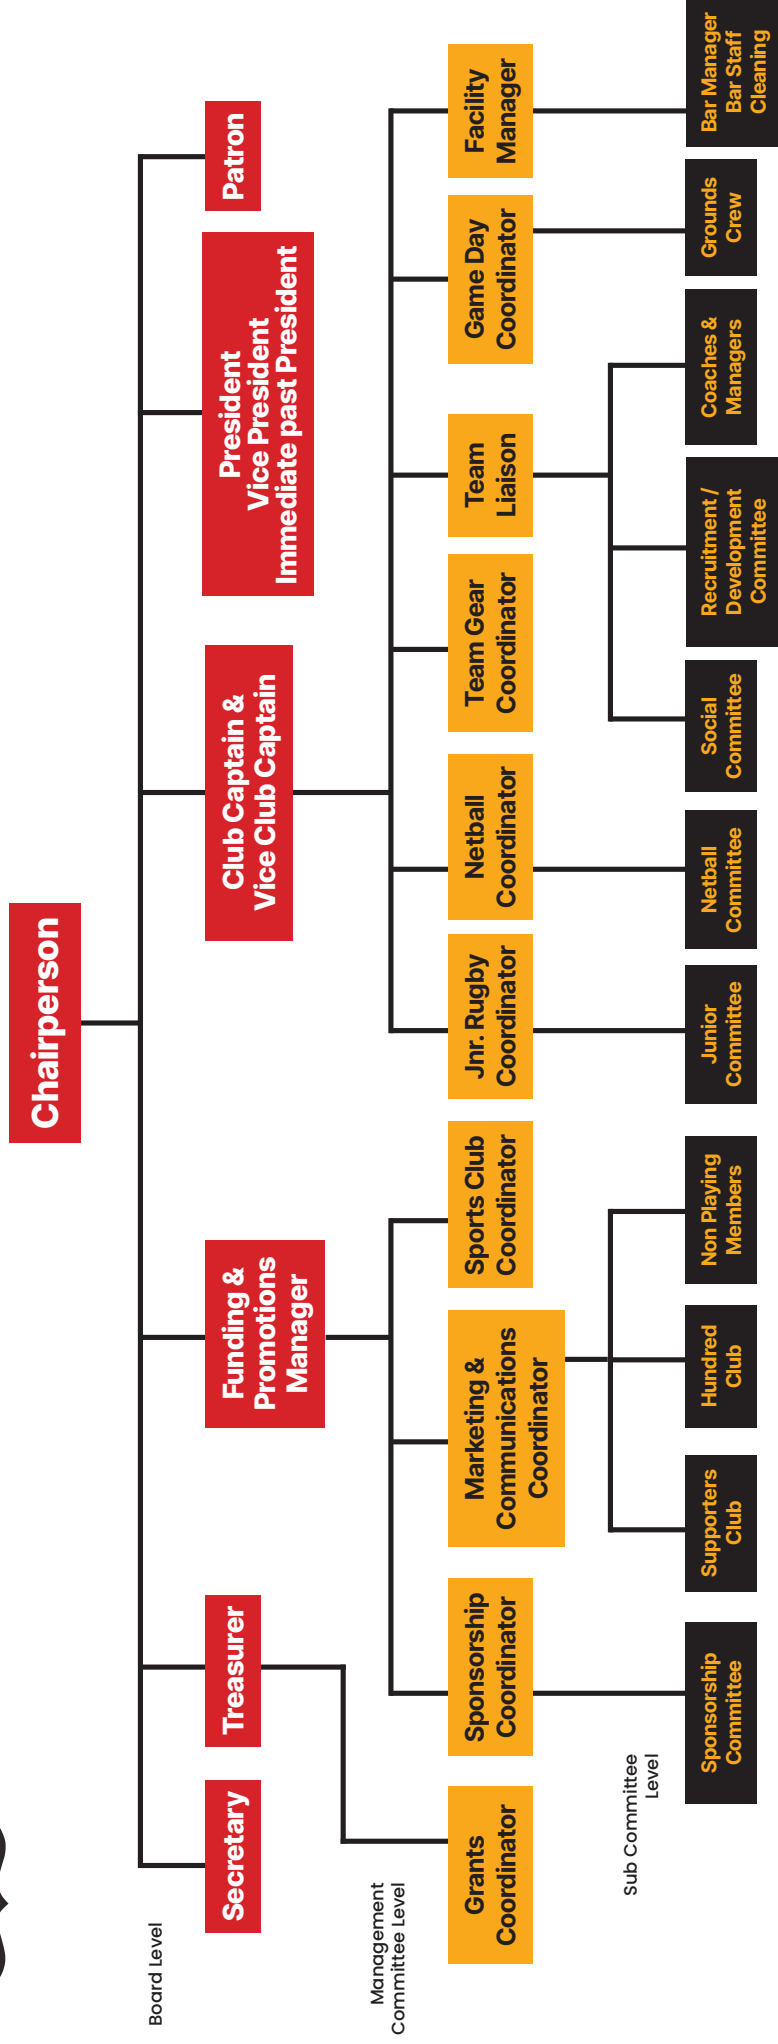 Chairperson
Board Level
Secretary
Treasurer
Funding &
Promotions
Manager
Club Captain &
Vice Club Captain
President
Vice President
Immediate past President
Patron
Management
Committee Level
Grants
Coordinator
Sponsorship
Coordinator
Marketing &
Communications
Coordinator
Sports Club
Coordinator
Jnr. Rugby
Coordinator
Netball
Coordinator
Team Gear
Coordinator
Team
Liaison
Game Day
Coordinator
Facility
Manager
Sub Committee
Level
Sponsorship
Committee
Supporters
Club
Hundred
Club
Non Playing
Members
Junior
Committee
Netball
Committee
Social
Committee
Recruitment /
Development
Committee
Coaches &
Managers
Grounds
Crew
Bar Manager
Bar Staff
Cleaning